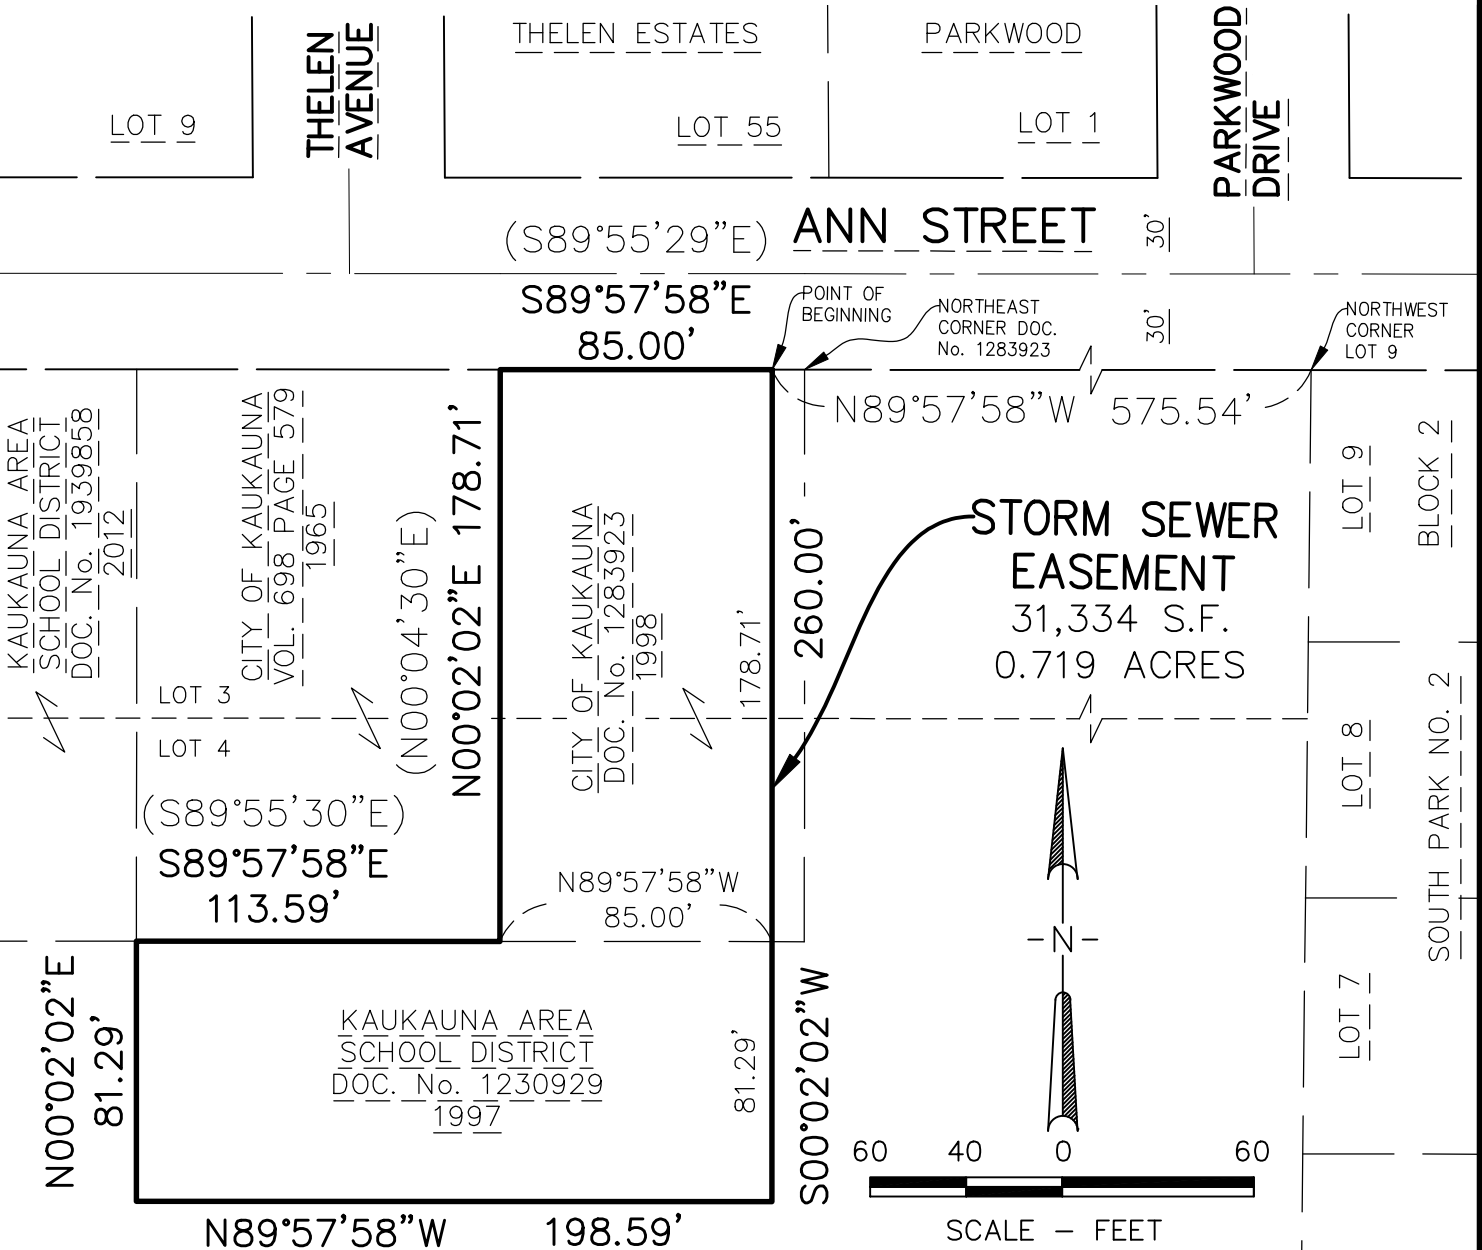 THELEN
AVENUE
THELEN ESTATES
PARKWOOD
PARKWOOD
DRIVE
LOT 9
LOT 55
LOT 1
(S89°55'29"E)
ANN STREET
30'
S89°57'58"E
85.00'
POINT OF
BEGINNING
NORTHEAST
CORNER DOC.
No. 1283923
30'
NORTHWEST
CORNER
LOT 9
N89°57'58"W 575.54'
KAUKAUNA AREA
SCHOOL DISTRICT
DOC. No. 1939858
2012
CITY OF KAUKAUNA
VOL. 698 PAGE 579
1965
(N00°04'30"E)
N00°02'02"E 178.71'
CITY OF KAUKAUNA
DOC. No. 1283923
1998
178.71'
260.00'
STORM SEWER
EASEMENT
31,334 S.F.
0.719 ACRES
LOT 9
BLOCK 2
LOT 3
LOT 4
LOT 8
SOUTH PARK NO. 2
(S89°55'30"E)
S89°57'58"E
113.59'
N89°57'58"W
85.00'
-N-
N00°02'02"E
81.29'
KAUKAUNA AREA
SCHOOL DISTRICT
DOC. No. 1230929
1997
81.29'
S00°02'02"W
LOT 7
60 40 0 60
SCALE - FEET
N89°57'58"W 198.59'